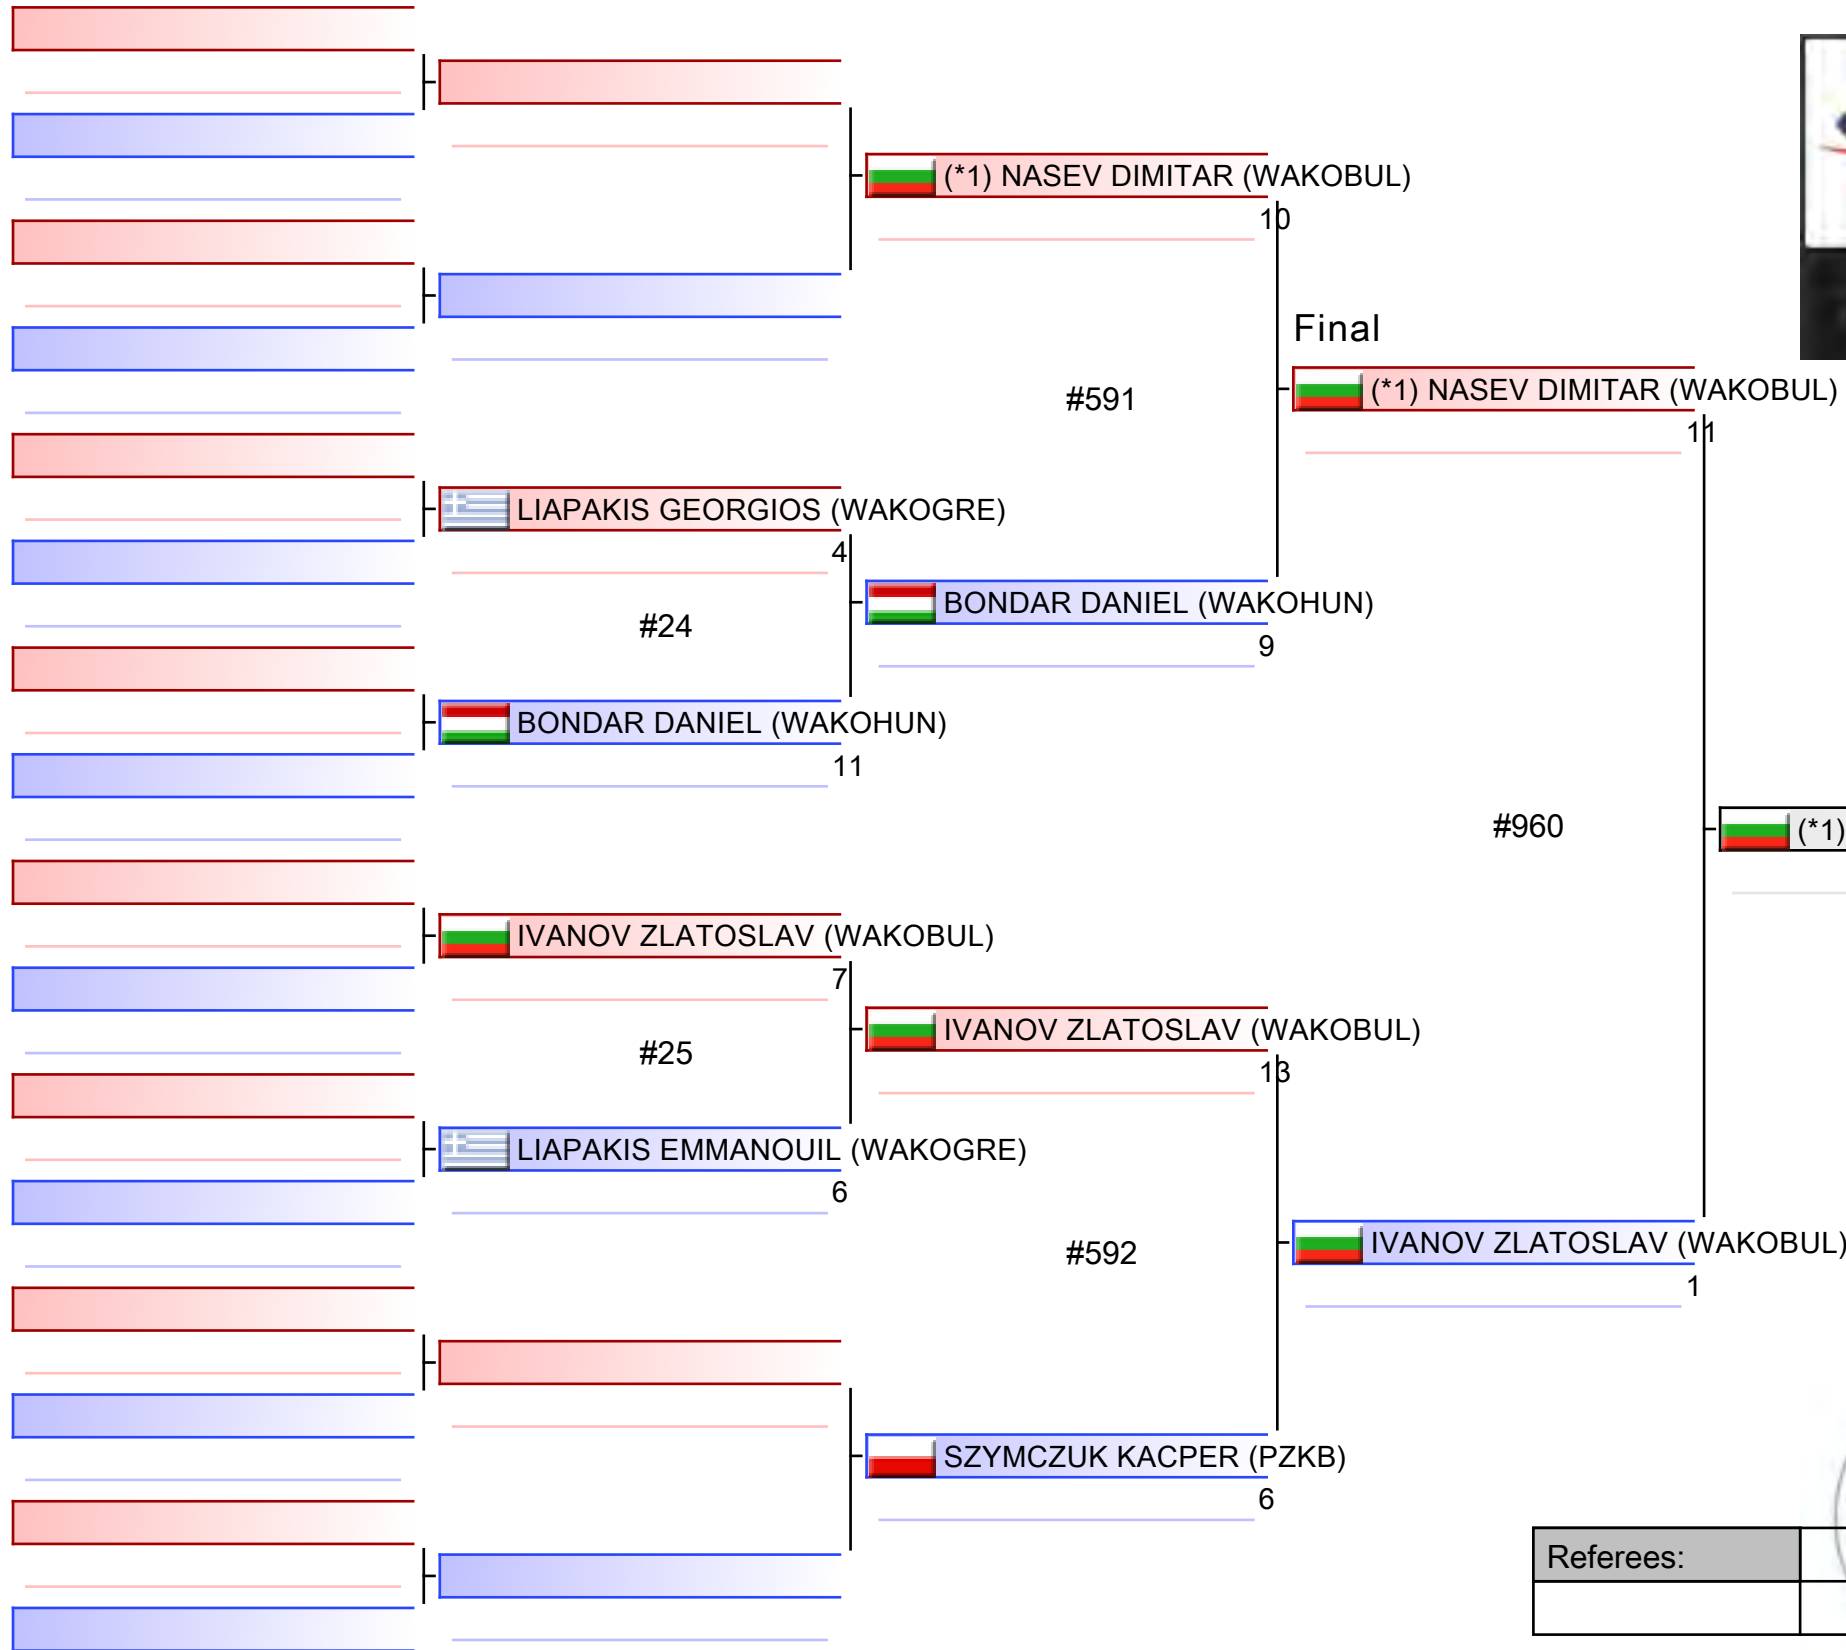 (*1) NASEV DIMITAR (WAKOBUL)
10
Final
#591
(*1) NASEV DIMITAR (WAKOBUL)
11
LIAPAKIS GEORGIOS (WAKOGRE)
4
BONDAR DANIEL (WAKOHUN)
9
#24
BONDAR DANIEL (WAKOHUN)
11
#960
(*1)
IVANOV ZLATOSLAV (WAKOBUL)
7
IVANOV ZLATOSLAV (WAKOBUL)
13
#25
LIAPAKIS EMMANOUIL (WAKOGRE)
6
#592
IVANOV ZLATOSLAV (WAKOBUL)
1
SZYMCZUK KACPER (PZKB)
6
Referees: